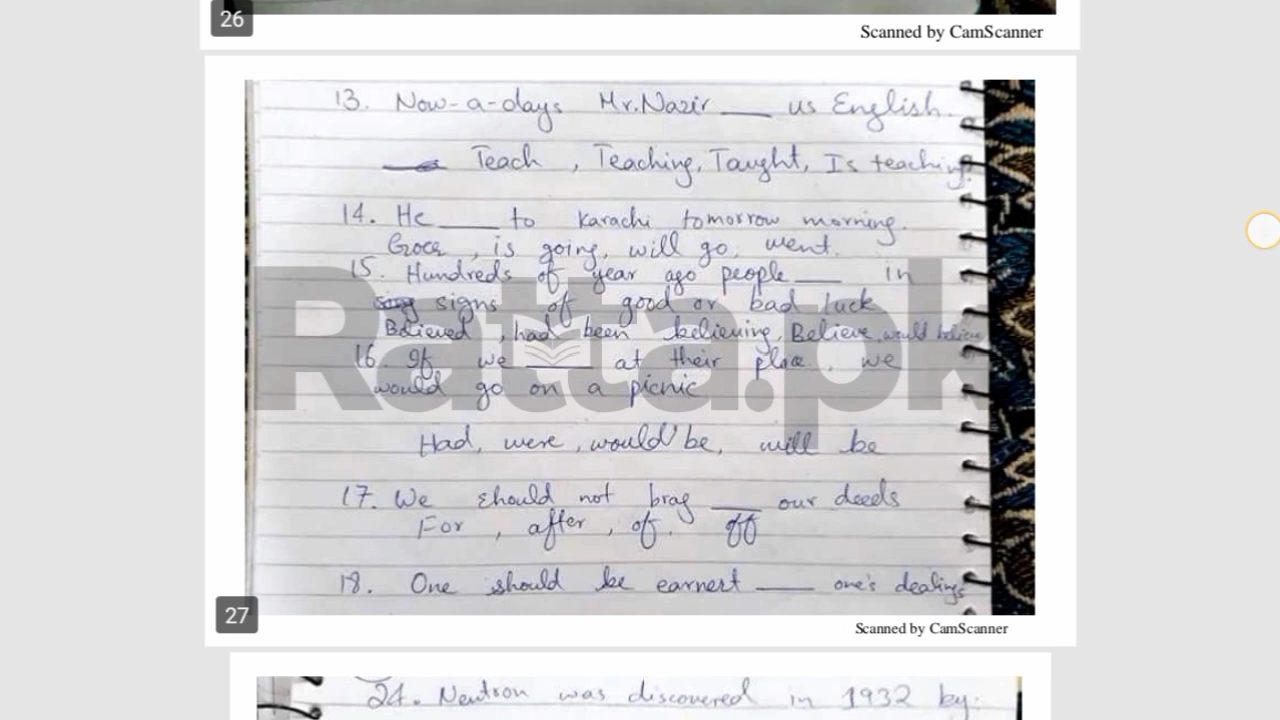 26
Scanned by CamScanner
13. Now-a-days Mr.Nazir ___ us English.
Teach , Teaching, Taught, Is teaching.
14. He ___ to Karachi tomorrow morning.
Goes , is going, will go, went.
15. Hundreds of year ago people ___ in
signs of good or bad luck
Believed , had been believing, Believe, would believe
16. If we ___ at their place, we
would go on a picnic
Had, were, would be, will be
17. We should not brag ___ our deeds
For , after , of. off
18. One should be earnest ___ one's dealings
Ratta.pk
27
Scanned by CamScanner
24. Neutron was discovered in 1932 by: